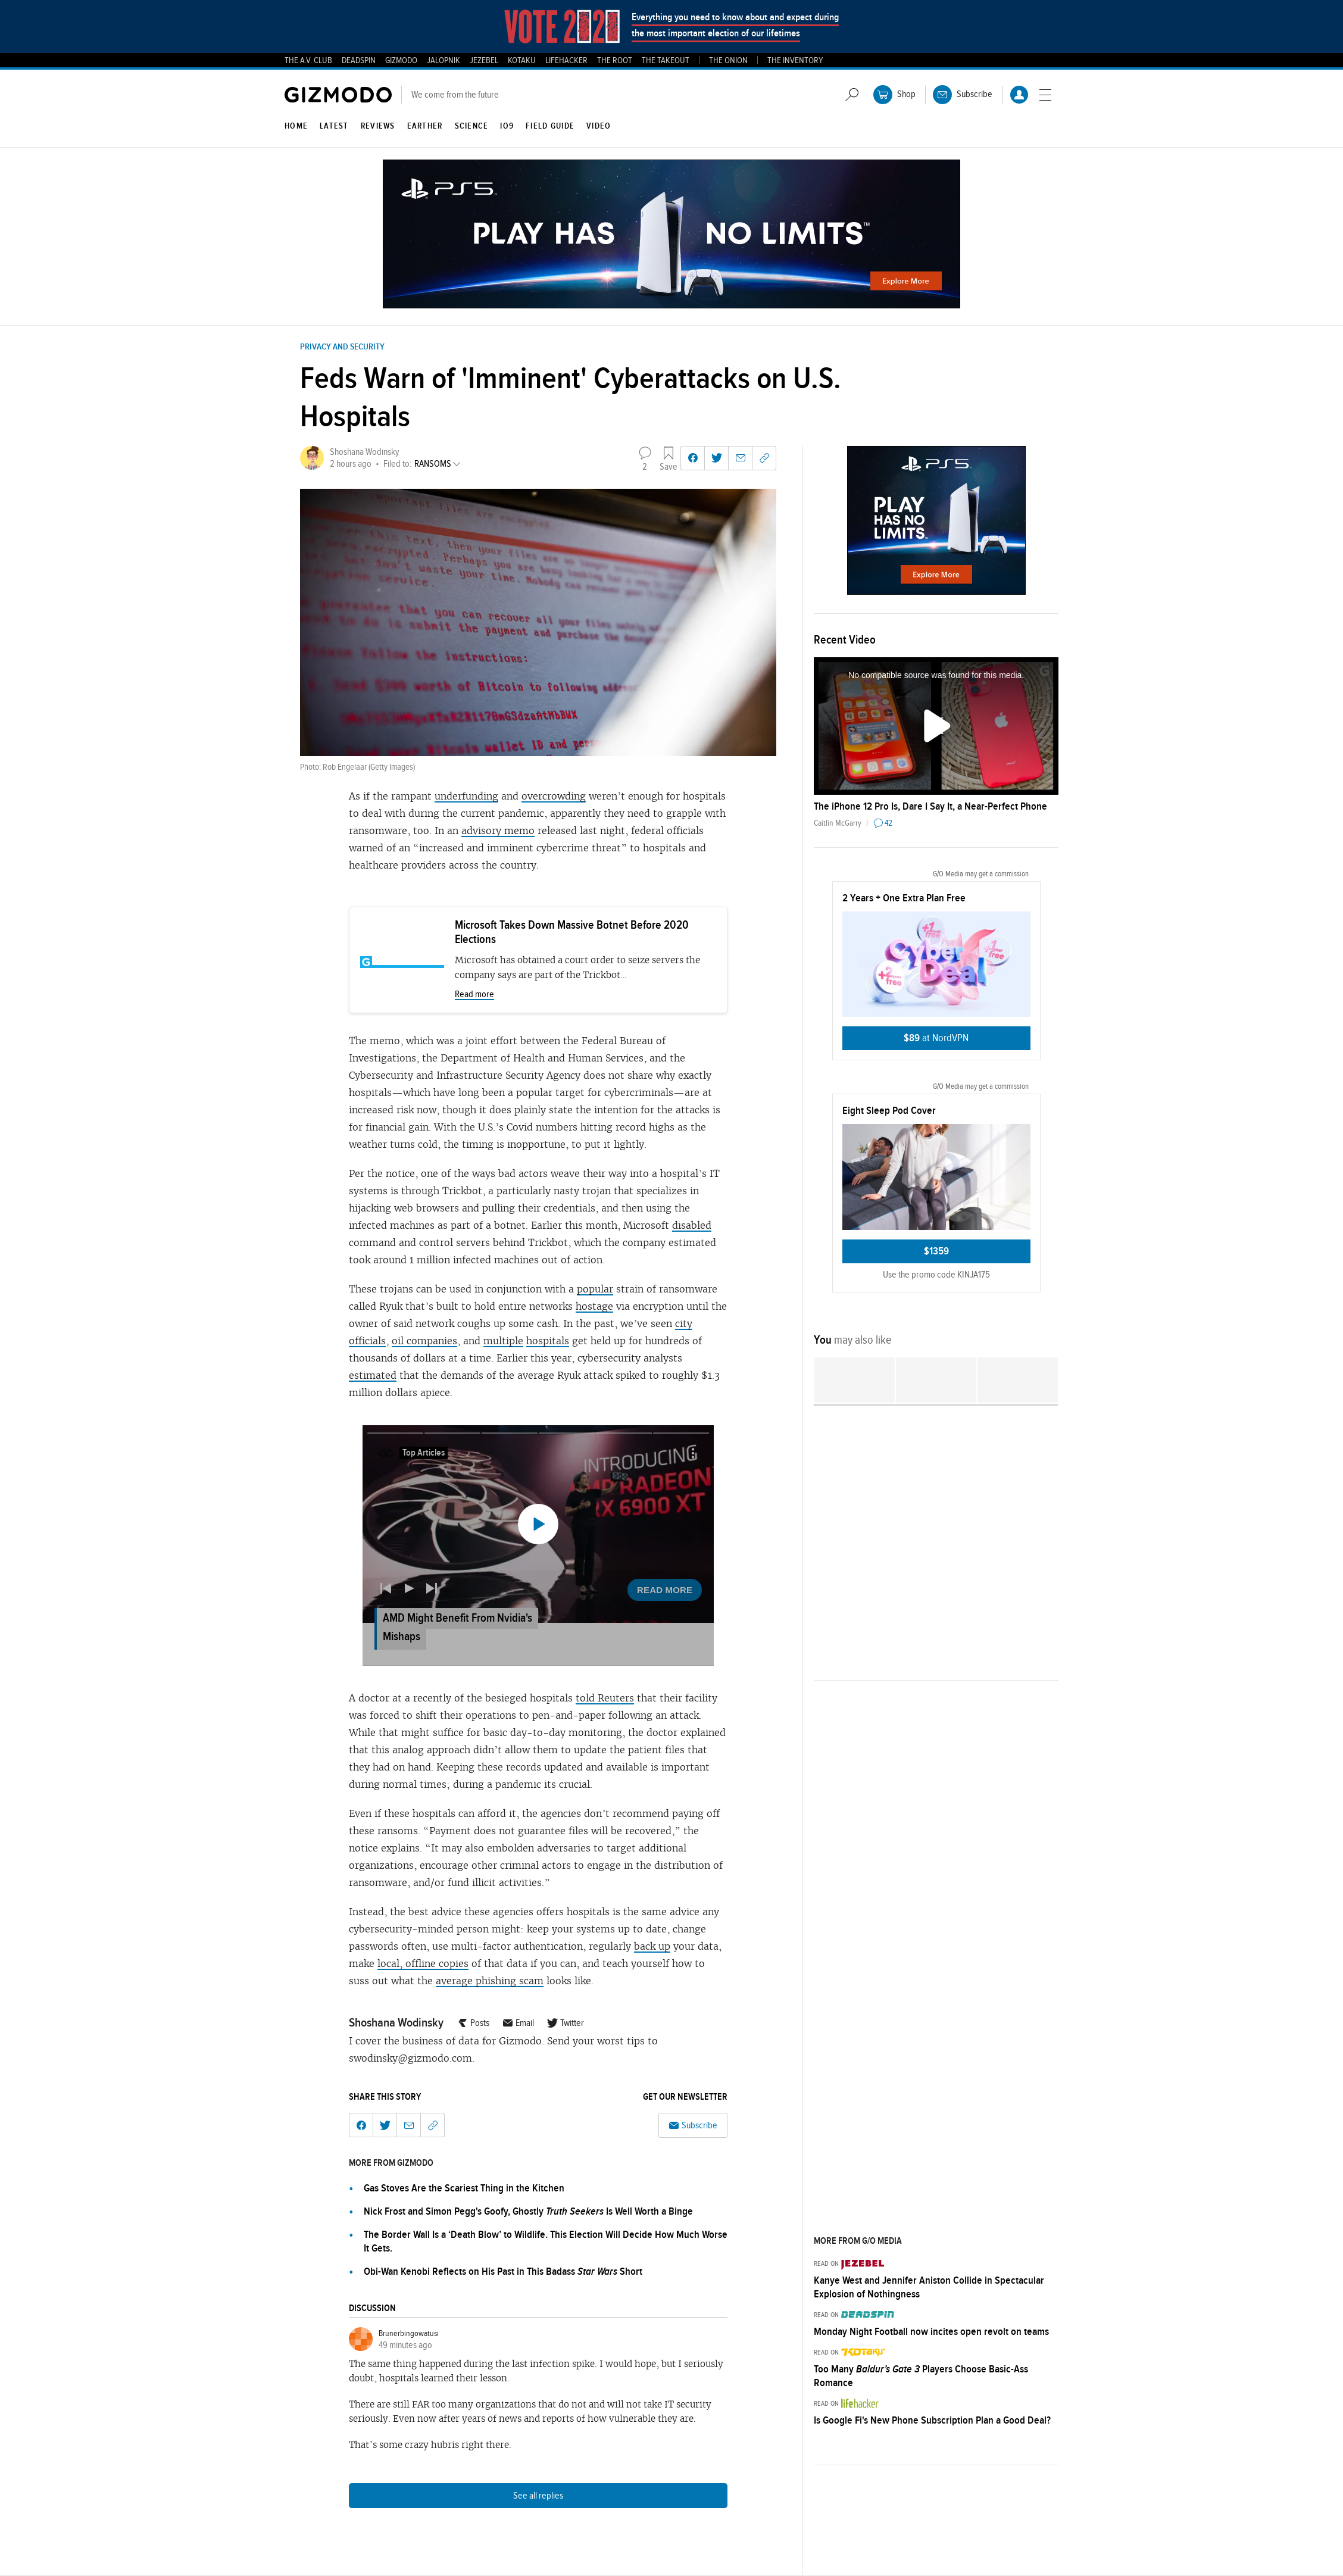 VOTE 2020
Everything you need to know about and expect during
the most important election of our lifetimes
THE A.V. CLUB DEADSPIN GIZMODO JALOPNIK JEZEBEL KOTAKU LIFEHACKER THE ROOT THE TAKEOUT THE ONION THE INVENTORY
GIZMODO We come from the future
Shop Subscribe
HOME LATEST REVIEWS EARTHER SCIENCE IO9 FIELD GUIDE VIDEO
PS5
PLAY HAS NO LIMITS™
Explore More
PRIVACY AND SECURITY
Feds Warn of 'Imminent' Cyberattacks on U.S.
Hospitals
Shoshana Wodinsky
2 hours ago • Filed to: RANSOMS
2 Save
important files are encrypted.
Send $300 worth of Bitcoin to following address
Photo: Rob Engelaar (Getty Images)
As if the rampant underfunding and overcrowding weren't enough for hospitals
to deal with during the current pandemic, apparently they need to grapple with
ransomware, too. In an advisory memo released last night, federal officials
warned of an “increased and imminent cybercrime threat” to hospitals and
healthcare providers across the country.
G
Microsoft Takes Down Massive Botnet Before 2020
Elections
Microsoft has obtained a court order to seize servers the
company says are part of the Trickbot...
Read more
The memo, which was a joint effort between the Federal Bureau of
Investigations, the Department of Health and Human Services, and the
Cybersecurity and Infrastructure Security Agency does not share why exactly
hospitals—which have long been a popular target for cybercriminals—are at
increased risk now, though it does plainly state the intention for the attacks is
for financial gain. With the U.S.'s Covid numbers hitting record highs as the
weather turns cold, the timing is inopportune, to put it lightly.
Per the notice, one of the ways bad actors weave their way into a hospital's IT
systems is through Trickbot, a particularly nasty trojan that specializes in
hijacking web browsers and pulling their credentials, and then using the
infected machines as part of a botnet. Earlier this month, Microsoft disabled
command and control servers behind Trickbot, which the company estimated
took around 1 million infected machines out of action.
These trojans can be used in conjunction with a popular strain of ransomware
called Ryuk that's built to hold entire networks hostage via encryption until the
owner of said network coughs up some cash. In the past, we've seen city
officials, oil companies, and multiple hospitals get held up for hundreds of
thousands of dollars at a time. Earlier this year, cybersecurity analysts
estimated that the demands of the average Ryuk attack spiked to roughly $1.3
million dollars apiece.
Top Articles
INTRODUCING
AMD RADEON
RX 6900 XT
READ MORE
AMD Might Benefit From Nvidia's
Mishaps
A doctor at a recently of the besieged hospitals told Reuters that their facility
was forced to shift their operations to pen-and-paper following an attack.
While that might suffice for basic day-to-day monitoring, the doctor explained
that this analog approach didn't allow them to update the patient files that
they had on hand. Keeping these records updated and available is important
during normal times; during a pandemic its crucial.
Even if these hospitals can afford it, the agencies don't recommend paying off
these ransoms. “Payment does not guarantee files will be recovered,” the
notice explains. “It may also embolden adversaries to target additional
organizations, encourage other criminal actors to engage in the distribution of
ransomware, and/or fund illicit activities.”
Instead, the best advice these agencies offers hospitals is the same advice any
cybersecurity-minded person might: keep your systems up to date, change
passwords often, use multi-factor authentication, regularly back up your data,
make local, offline copies of that data if you can, and teach yourself how to
suss out what the average phishing scam looks like.
Shoshana Wodinsky Posts Email Twitter
I cover the business of data for Gizmodo. Send your worst tips to
swodinsky@gizmodo.com.
SHARE THIS STORY GET OUR NEWSLETTER
Subscribe
MORE FROM GIZMODO
• Gas Stoves Are the Scariest Thing in the Kitchen
• Nick Frost and Simon Pegg's Goofy, Ghostly Truth Seekers Is Well Worth a Binge
• The Border Wall Is a ‘Death Blow’ to Wildlife. This Election Will Decide How Much Worse
It Gets.
• Obi-Wan Kenobi Reflects on His Past in This Badass Star Wars Short
DISCUSSION
Brunerbingowatusi
49 minutes ago
The same thing happened during the last infection spike. I would hope, but I seriously
doubt, hospitals learned their lesson.
There are still FAR too many organizations that do not and will not take IT security
seriously. Even now after years of news and reports of how vulnerable they are.
That's some crazy hubris right there.
See all replies
PS5
PLAY
HAS NO
LIMITS™
Explore More
Recent Video
No compatible source was found for this media.
The iPhone 12 Pro Is, Dare I Say It, a Near-Perfect Phone
Caitlin McGarry 42
G/O Media may get a commission
2 Years + One Extra Plan Free
Cyber Deal
+1 free
+1 free
+2 free
$89 at NordVPN
G/O Media may get a commission
Eight Sleep Pod Cover
$1359
Use the promo code KINJA175
You may also like
MORE FROM G/O MEDIA
READ ON JEZEBEL
Kanye West and Jennifer Aniston Collide in Spectacular
Explosion of Nothingness
READ ON DEADSPIN
Monday Night Football now incites open revolt on teams
READ ON KOTAKU
Too Many Baldur's Gate 3 Players Choose Basic-Ass
Romance
READ ON lifehacker
Is Google Fi's New Phone Subscription Plan a Good Deal?